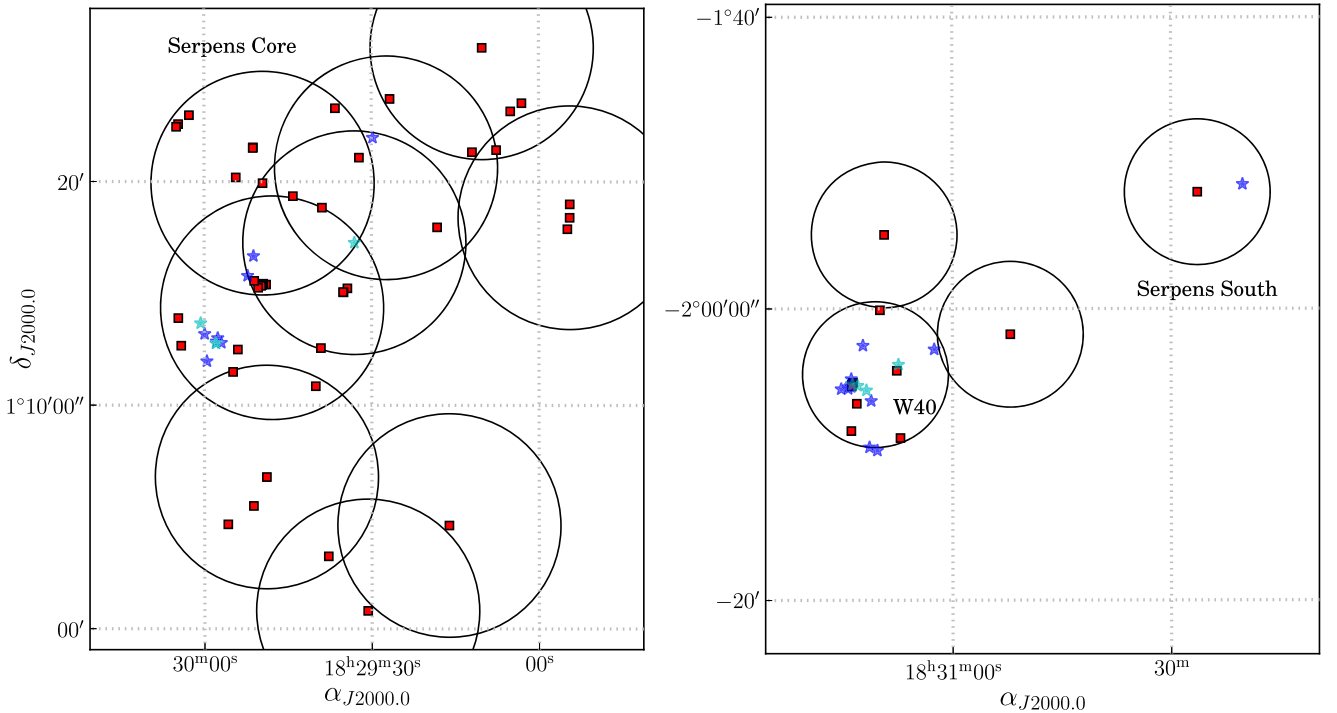 Serpens Core
20′
1°10′00″
00′
δJ2000.0
30ᵐ00ˢ
18ʰ29ᵐ30ˢ
00ˢ
αJ2000.0
−1°40′
−2°00′00″
−20′
Serpens South
W40
18ʰ31ᵐ00ˢ
30ᵐ
αJ2000.0